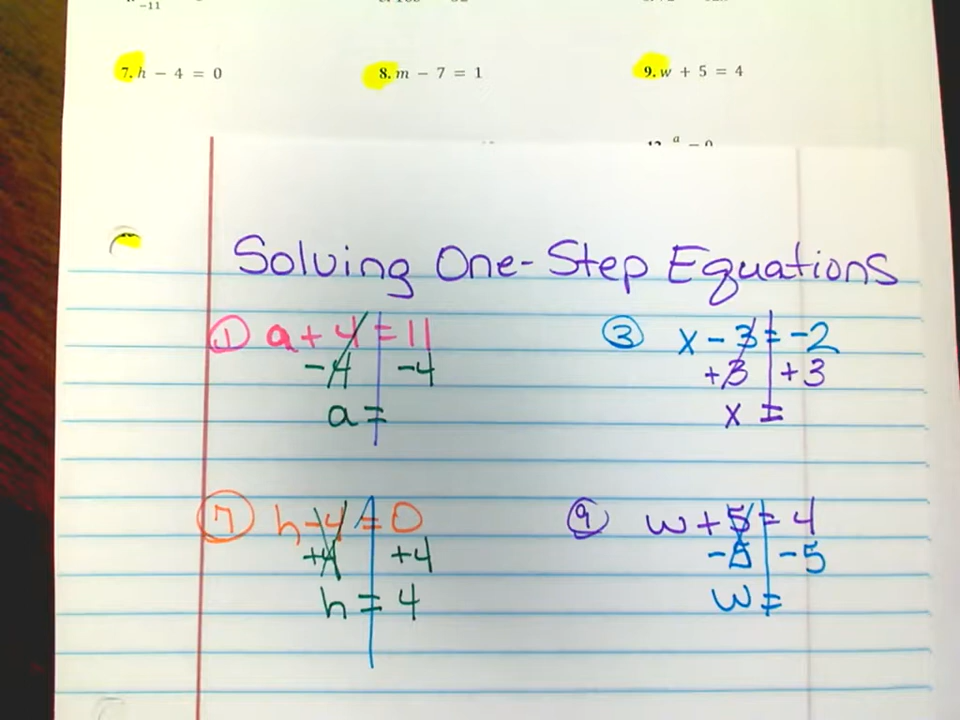 -11
7. h − 4 = 0 8. m − 7 = 1 9. w + 5 = 4
Solving One-Step Equations
① a + 4 = 11 ③ x - 3 = -2
-4 -4 +3 +3
a = x =
⑦ h - 4 = 0 ⑨ w + 5 = 4
+4 +4 -5 -5
h = 4 w =